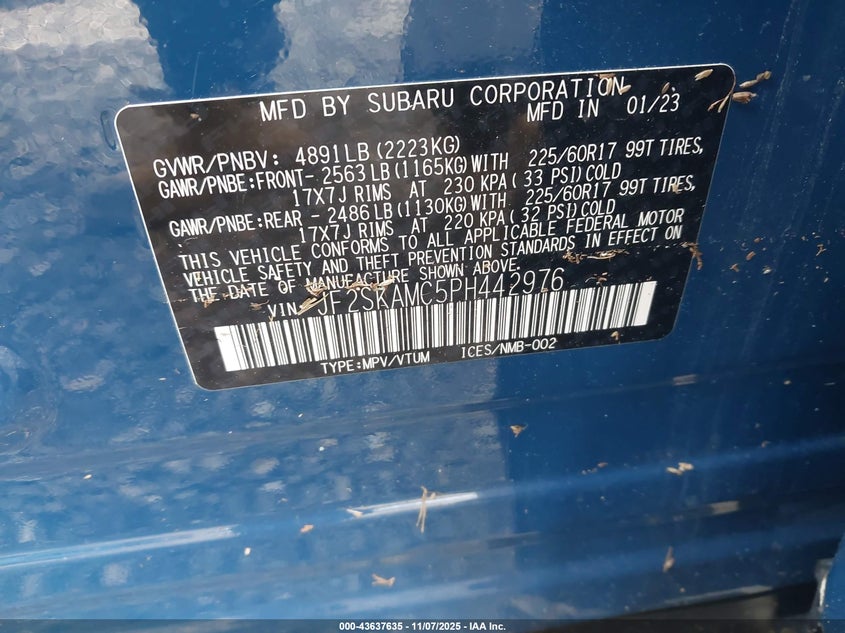 MFD BY SUBARU CORPORATION
MFD IN 01/23
GVWR/PNBV: 4891LB(2223KG)
GAWR/PNBE:FRONT- 2563LB(1165KG)WITH 225/60R17 99T TIRES,
17X7J RIMS AT 230 KPA(33 PSI)COLD
GAWR/PNBE:REAR - 2486LB(1130KG)WITH 225/60R17 99T TIRES,
17X7J RIMS AT 220 KPA(32 PSI)COLD
THIS VEHICLE CONFORMS TO ALL APPLICABLE FEDERAL MOTOR
VEHICLE SAFETY AND THEFT PREVENTION STANDARDS IN EFFECT ON
THE DATE OF MANUFACTURE SHOWN ABOVE.
VIN: JF2SKAMC5PH442976
TYPE:MPV/VTUM ICES/NMB-002
000-43637635 - 11/07/2025 - IAA Inc.